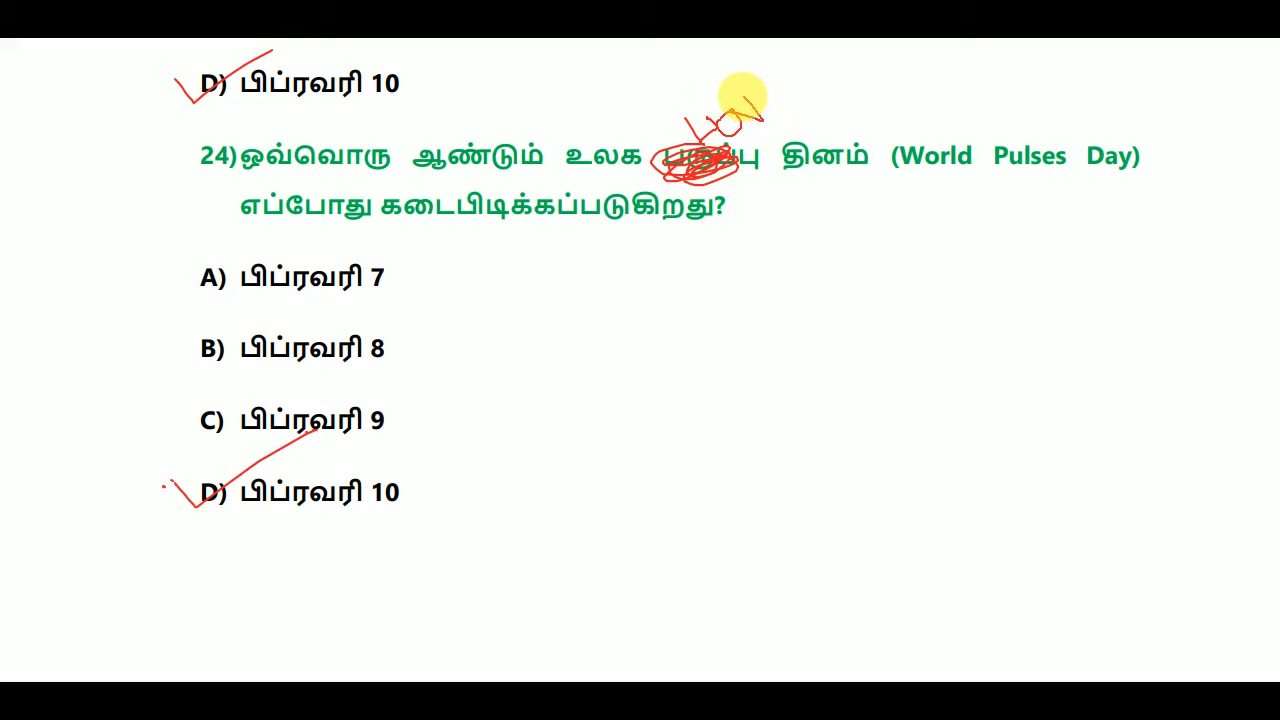 D) பிப்ரவரி 10
24)ஒவ்வொரு ஆண்டும் உலக பருப்பு தினம் (World Pulses Day)
எப்போது கடைபிடிக்கப்படுகிறது?
A) பிப்ரவரி 7
B) பிப்ரவரி 8
C) பிப்ரவரி 9
D) பிப்ரவரி 10